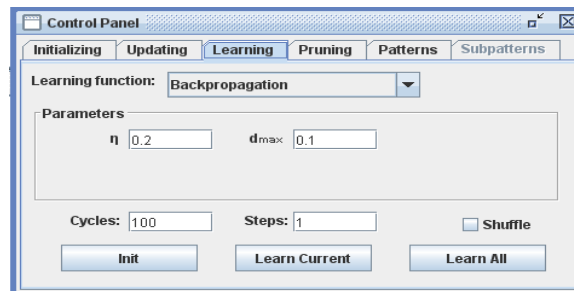 Control Panel
Initializing Updating Learning Pruning Patterns Subpatterns
Learning function: Backpropagation
Parameters
η 0.2 dmax 0.1
Cycles: 100 Steps: 1 Shuffle
Init Learn Current Learn All